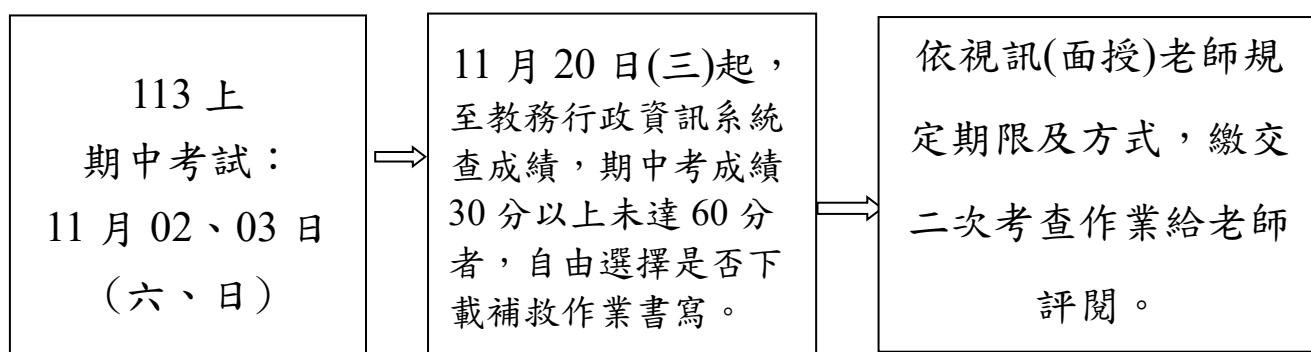 113 上
期中考試：
11 月 02、03 日
（六、日）
11 月 20 日(三)起，
至教務行政資訊系統
查成績，期中考成績
30 分以上未達 60 分
者，自由選擇是否下
載補救作業書寫。
依視訊(面授)老師規
定期限及方式，繳交
二次考查作業給老師
評閱。